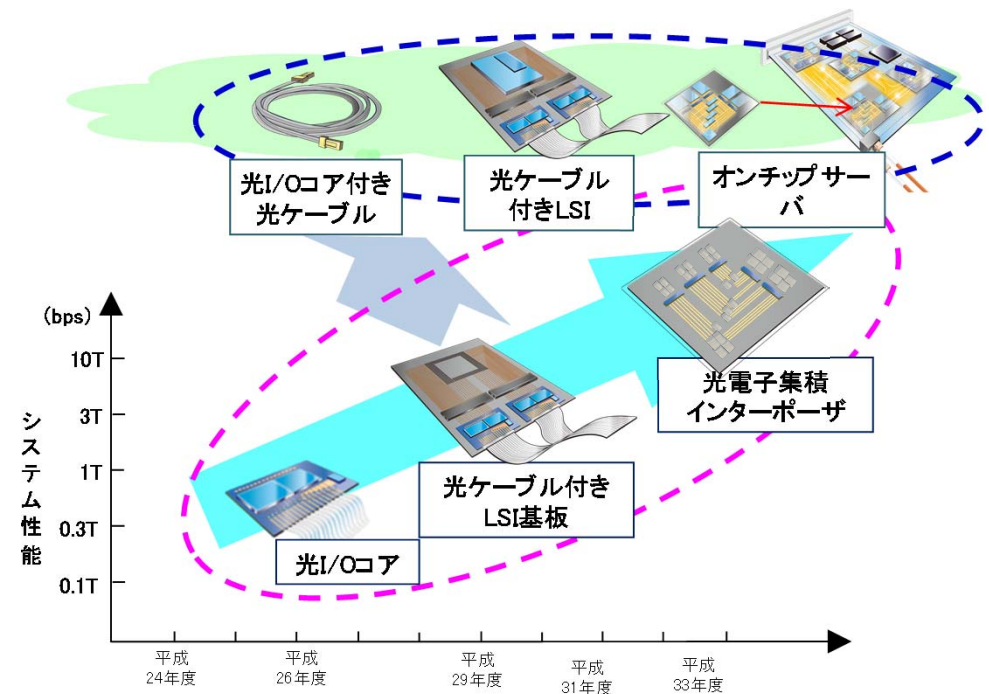 光I/Oコア付き
光ケーブル
光ケーブル
付きLSI
オンチップサー
バ
(bps)
10T
3T
1T
0.3T
0.1T
システム性能
光電子集積
インターポーザ
光ケーブル付き
LSI基板
光I/Oコア
平成
24年度
平成
26年度
平成
29年度
平成
31年度
平成
33年度